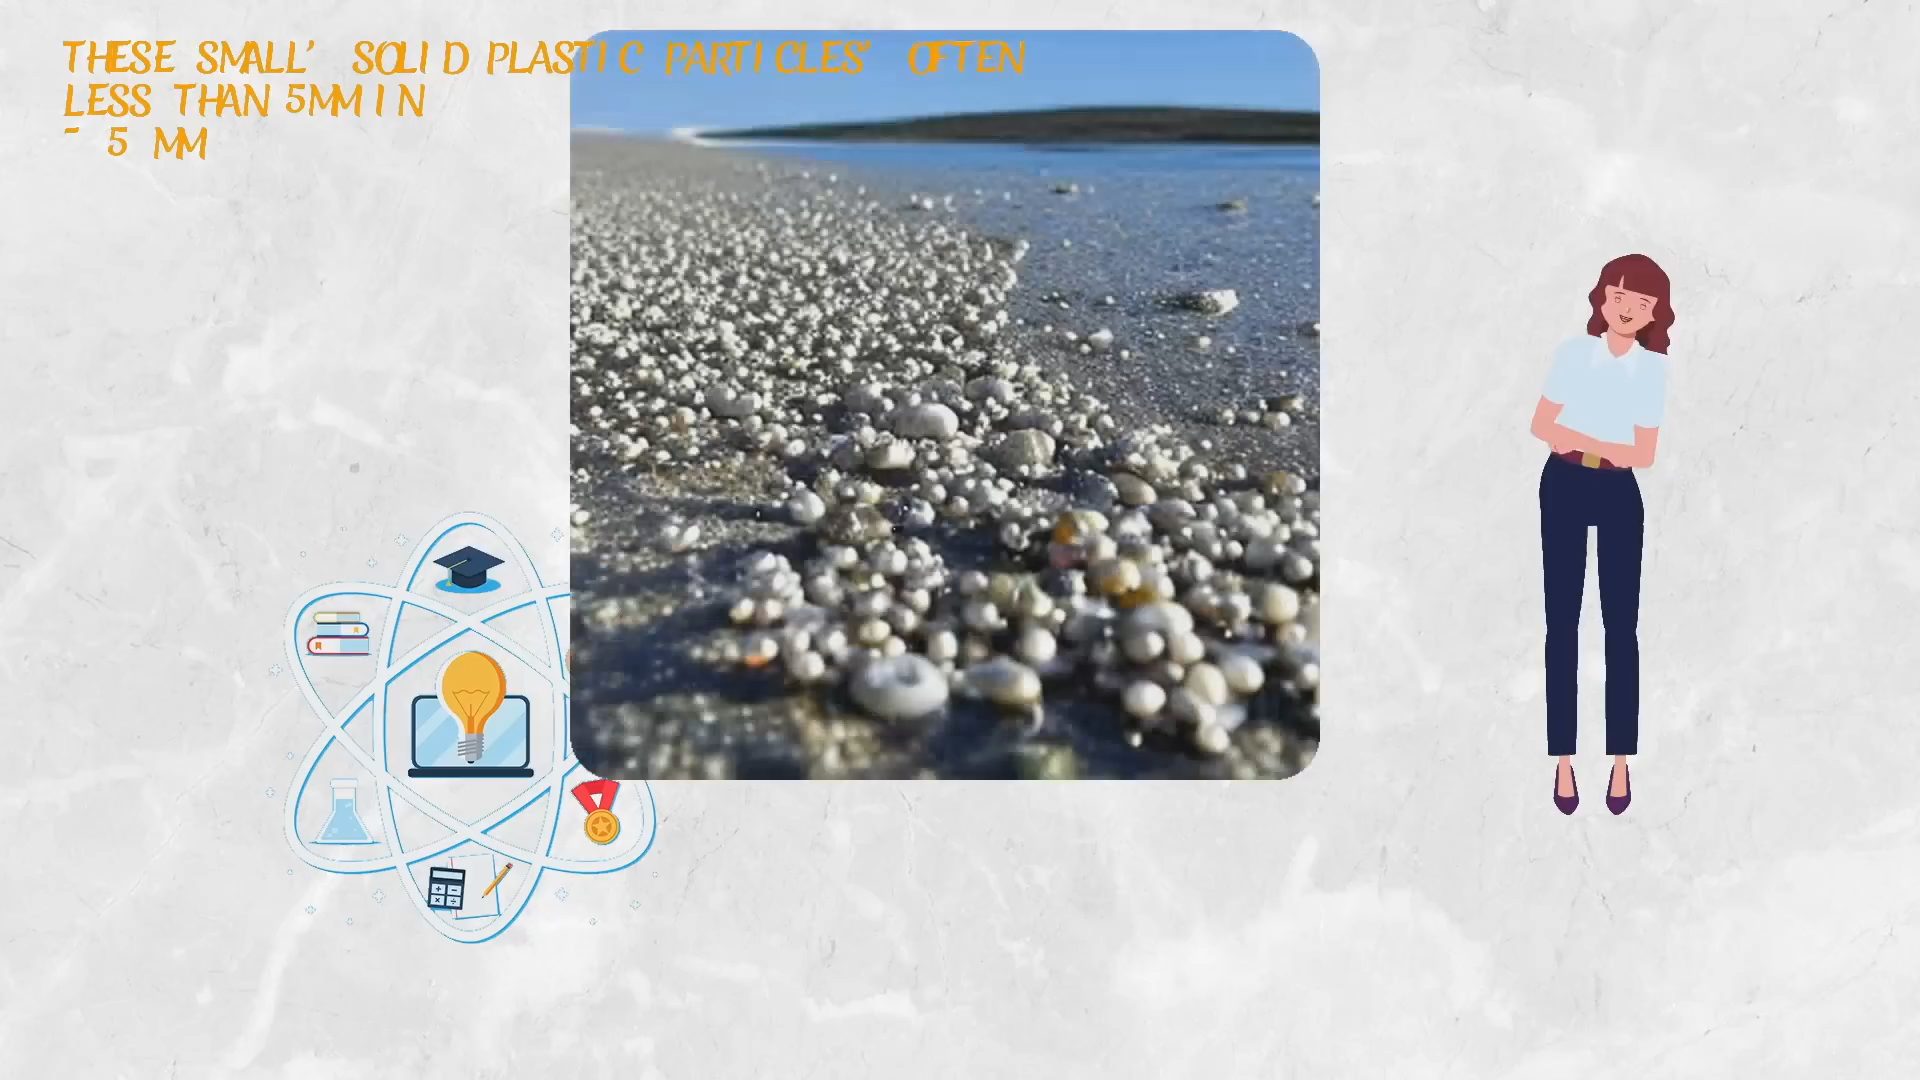 THESE SMALL’ SOLID PLASTIC PARTICLES’ OFTEN
LESS THAN 5MM IN
- 5 MM